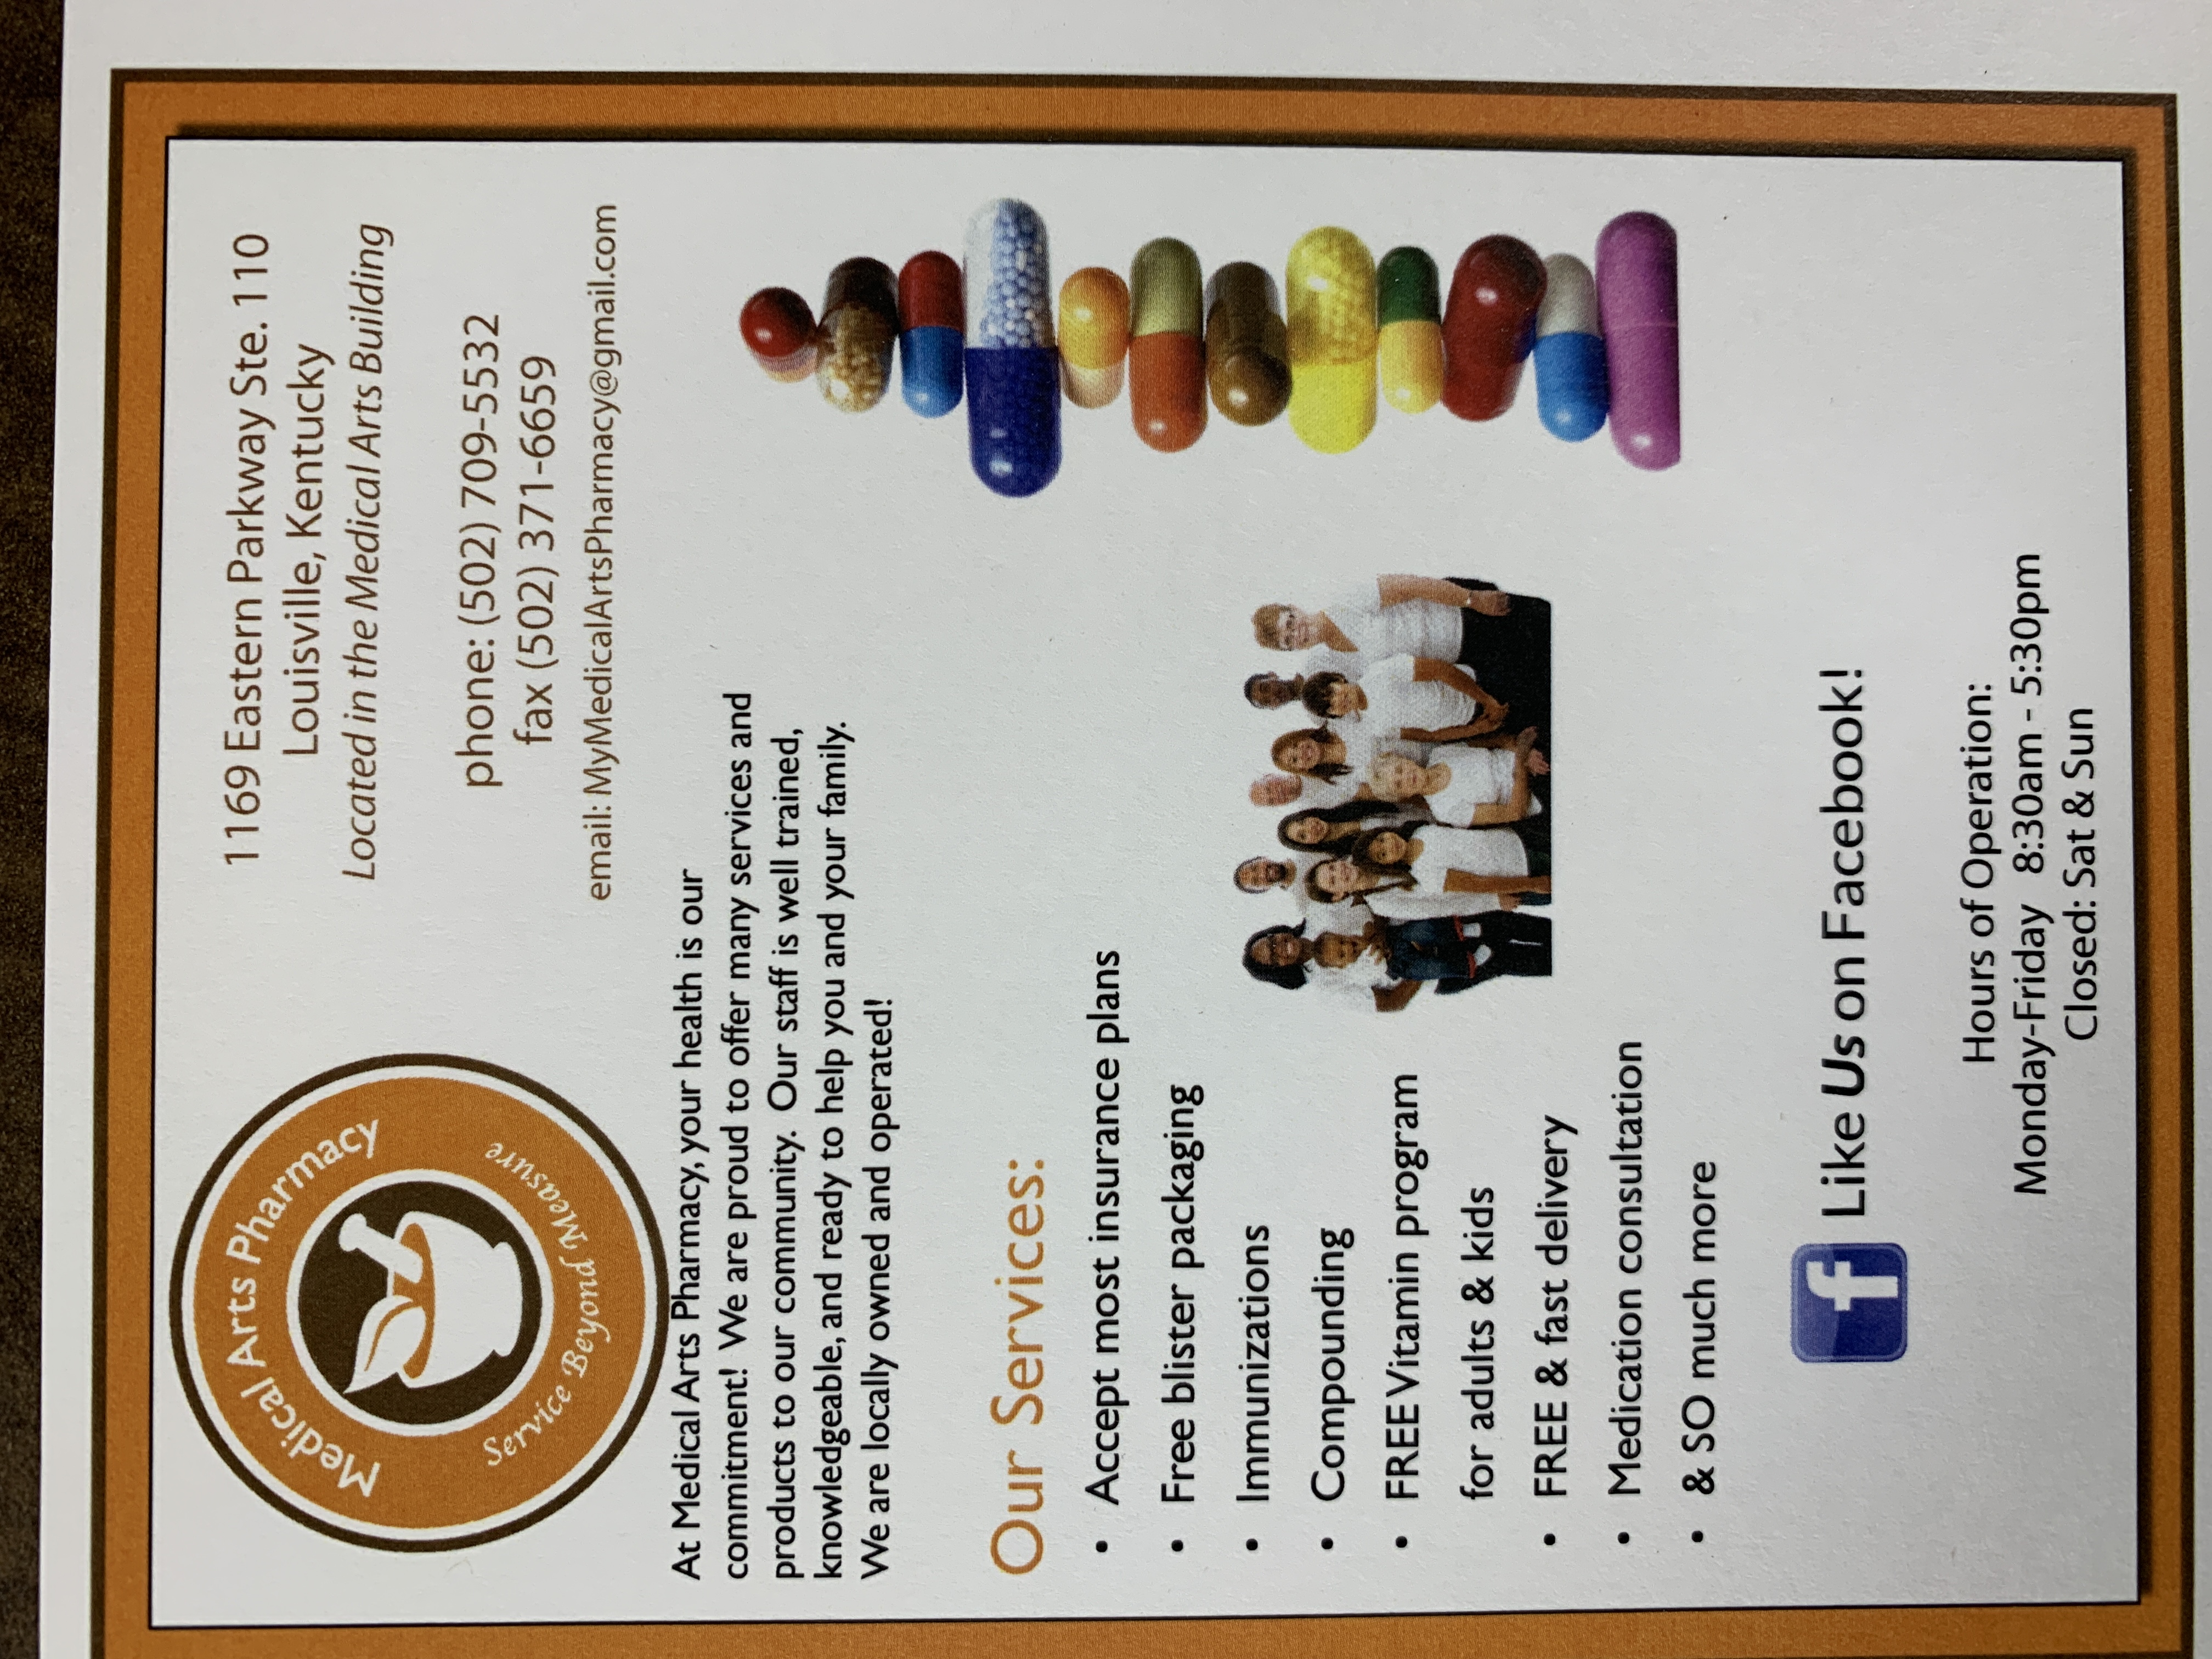 Medical Arts Pharmacy
Service Beyond Measure
1169 Eastern Parkway Ste. 110
Louisville, Kentucky
Located in the Medical Arts Building
phone: (502) 709-5532
fax (502) 371-6659
email: MyMedicalArtsPharmacy@gmail.com
At Medical Arts Pharmacy, your health is our
commitment! We are proud to offer many services and
products to our community. Our staff is well trained,
knowledgeable, and ready to help you and your family.
We are locally owned and operated!
Our Services:
• Accept most insurance plans
• Free blister packaging
• Immunizations
• Compounding
• FREE Vitamin program
for adults & kids
• FREE & fast delivery
• Medication consultation
• & SO much more
f Like Us on Facebook!
Hours of Operation:
Monday-Friday 8:30am - 5:30pm
Closed: Sat & Sun